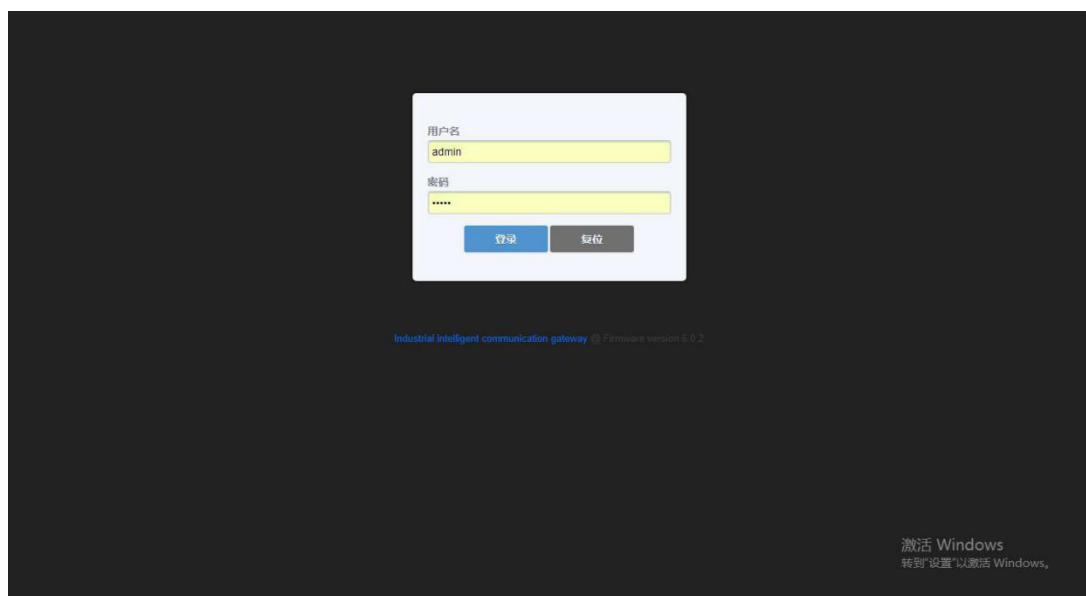 用户名
admin
密码
•••••
登录 复位
Industrial intelligent communication gateway @ Firmware version 6.0.2
激活 Windows
转到"设置"以激活 Windows。